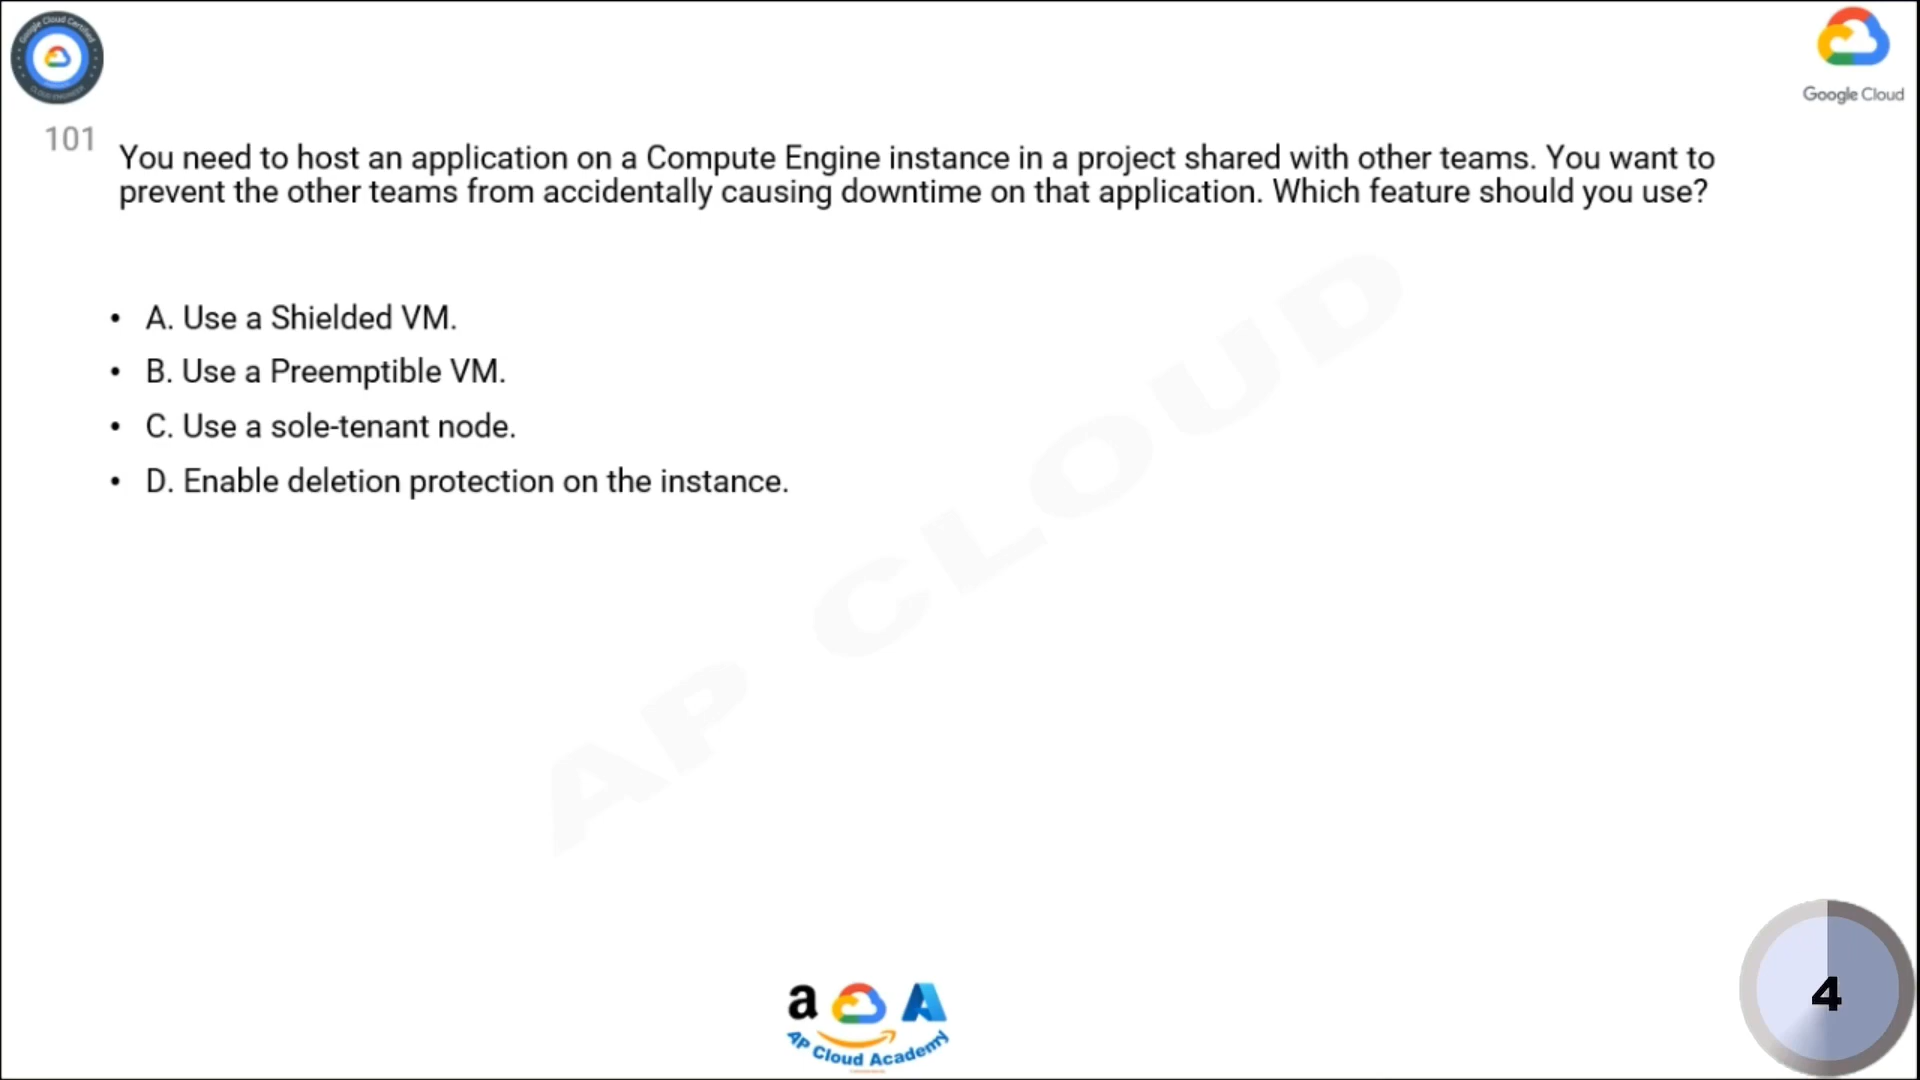 Google Cloud Certified
Google Cloud
101
You need to host an application on a Compute Engine instance in a project shared with other teams. You want to
prevent the other teams from accidentally causing downtime on that application. Which feature should you use?
• A. Use a Shielded VM.
• B. Use a Preemptible VM.
• C. Use a sole-tenant node.
• D. Enable deletion protection on the instance.
AP CLOUD
4
a
AP Cloud Academy